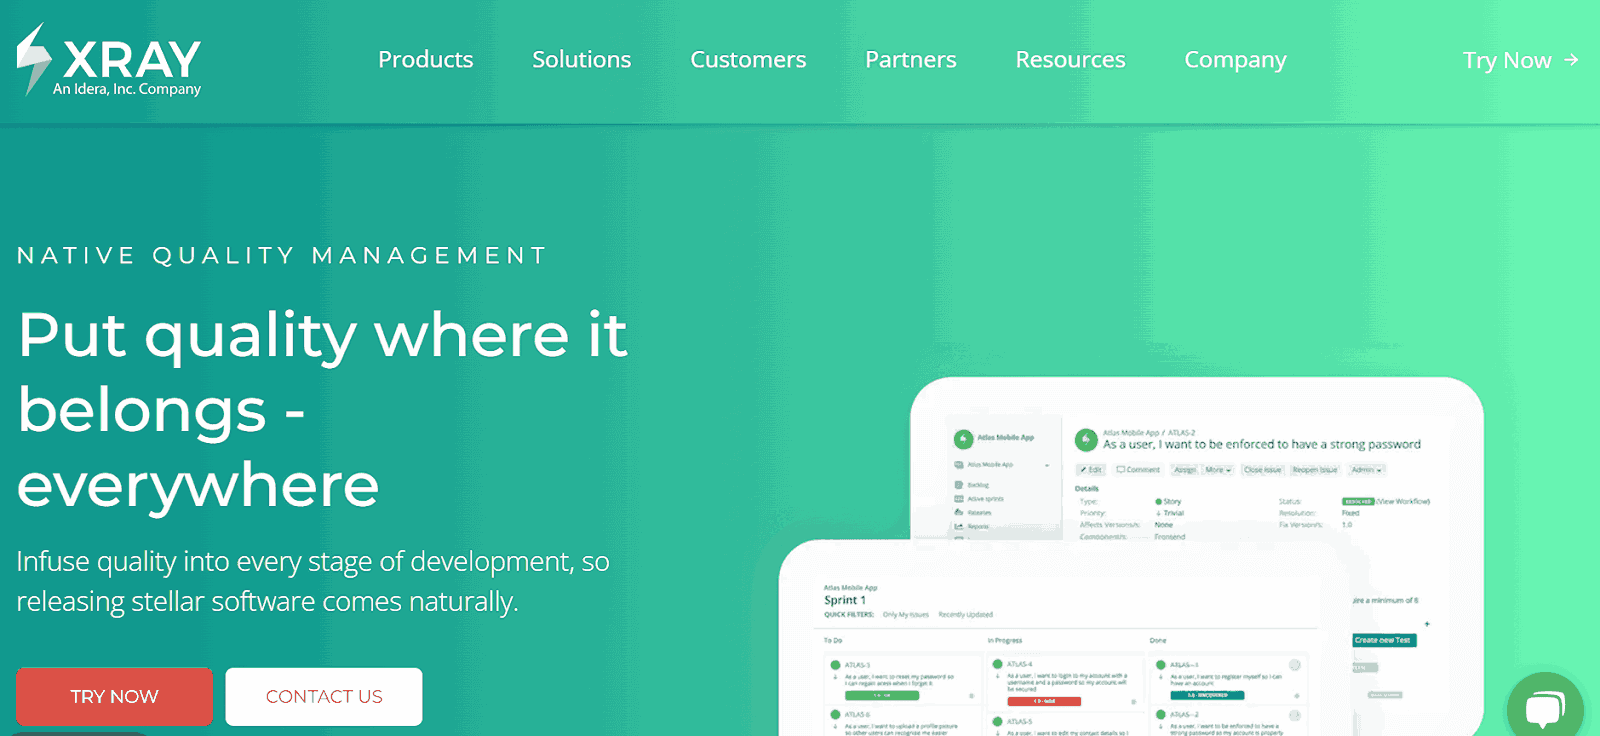 XRAY
An Idera, Inc. Company
Products
Solutions
Customers
Partners
Resources
Company
Try Now →
NATIVE QUALITY MANAGEMENT
Put quality where it
belongs -
everywhere
Infuse quality into every stage of development, so
releasing stellar software comes naturally.
TRY NOW
CONTACT US
Atlas Mobile App
Atlas Mobile App
Backlog
Active sprints
Releases
Reports
Atlas Mobile App / ATLAS-2
As a user, I want to be enforced to have a strong password
Edit
Comment
Assign
More
Close Issue
Reopen Issue
Admin
Details
Type: Story
Status: (View Workflow)
Priority: Trivial
Resolution: Fixed
Affects Version/s: None
Fix Version/s: 1.0
Component/s:
a minimum of 8
Create new Test
Atlas Mobile App
Sprint 1
QUICK FILTERS: Only My Issues Recently Updated
To Do
In Progress
Done
ATLAS-3
As a user, I want to reset my password so
I can regain access when I forget it.
ATLAS-4
As a user, I want to login to my account with a
username and a password so my account will
be secured
ATLAS-1
As a user, I want to register myself so I can
have an account
ATLAS-6
As a user, I want to upload a profile picture
so other users can recognise me easier
ATLAS-5
As a user, I want to edit my contact details so I
ATLAS-2
As a user, I want to be enforced to have a
strong password so my account is properly